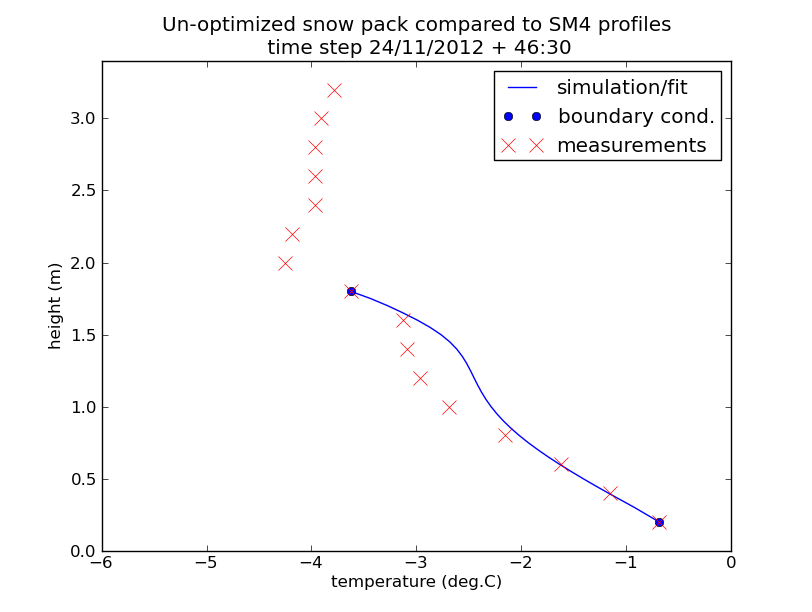 Un-optimized snow pack compared to SM4 profiles
time step 24/11/2012 + 46:30
simulation/fit
boundary cond.
measurements
3.0
2.5
2.0
height (m)
1.5
1.0
0.5
0.0
−6 −5 −4 −3 −2 −1 0
temperature (deg.C)